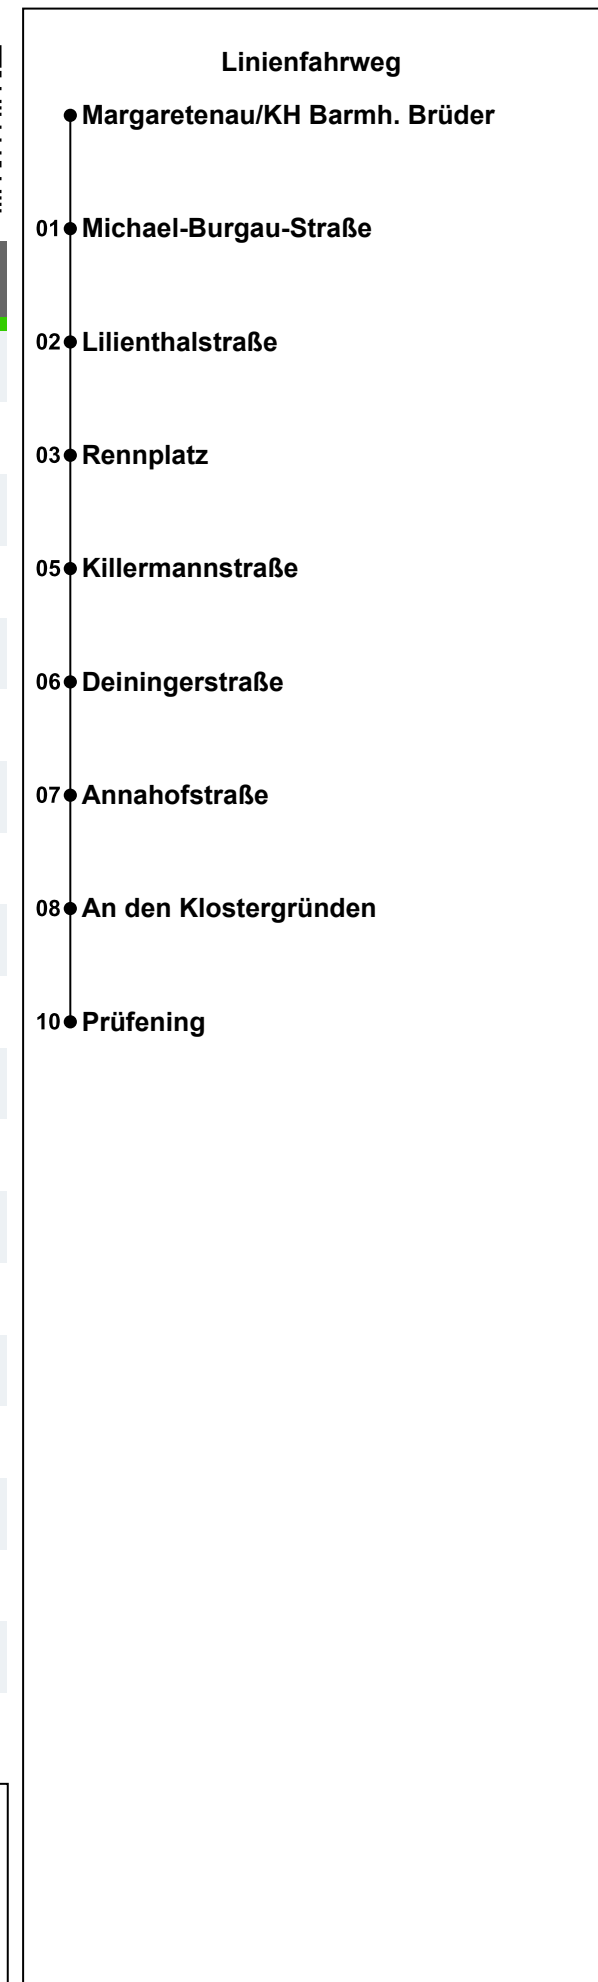 Linienfahrweg
Margaretenau/KH Barmh. Brüder
01 Michael-Burgau-Straße
02 Lilienthalstraße
03 Rennplatz
05 Killermannstraße
06 Deiningerstraße
07 Annahofstraße
08 An den Klostergründen
10 Prüfening